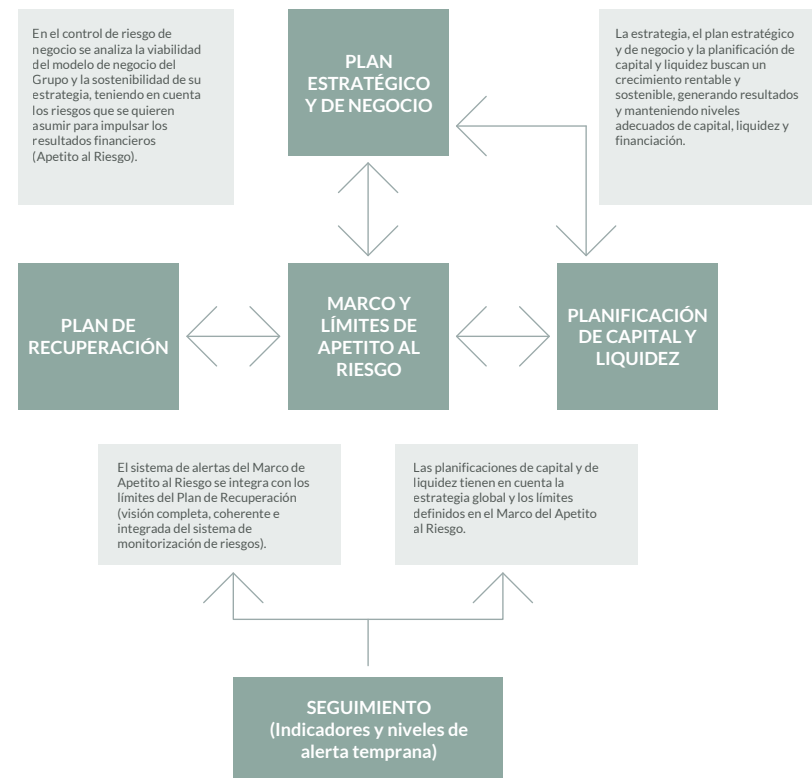 En el control de riesgo de
negocio se analiza la viabilidad
del modelo de negocio del
Grupo y la sostenibilidad de su
estrategia, teniendo en cuenta
los riesgos que se quieren
asumir para impulsar los
resultados financieros
(Apetito al Riesgo).
PLAN
ESTRATÉGICO
Y DE NEGOCIO
La estrategia, el plan estratégico
y de negocio y la planificación de
capital y liquidez buscan un
crecimiento rentable y
sostenible, generando resultados
y manteniendo niveles
adecuados de capital, liquidez y
financiación.
PLAN DE
RECUPERACIÓN
MARCO Y
LÍMITES DE
APETITO AL
RIESGO
PLANIFICACIÓN
DE CAPITAL Y
LIQUIDEZ
El sistema de alertas del Marco de
Apetito al Riesgo se integra con los
límites del Plan de Recuperación
(visión completa, coherente e
integrada del sistema de
monitorización de riesgos).
Las planificaciones de capital y de
liquidez tienen en cuenta la
estrategia global y los límites
definidos en el Marco del Apetito
al Riesgo.
SEGUIMIENTO
(Indicadores y niveles de
alerta temprana)